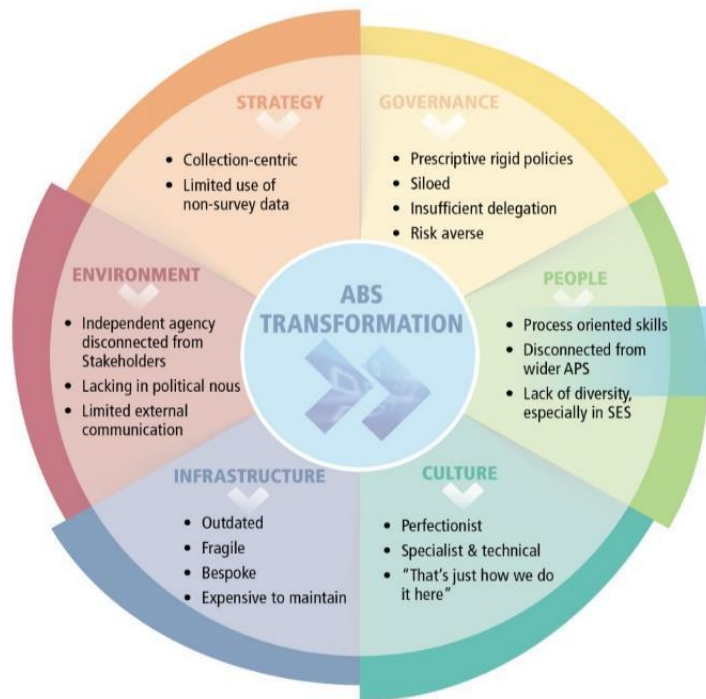 STRATEGY
• Collection-centric
• Limited use of
non-survey data
GOVERNANCE
• Prescriptive rigid policies
• Siloed
• Insufficient delegation
• Risk averse
ENVIRONMENT
• Independent agency
disconnected from
Stakeholders
• Lacking in political nous
• Limited external
communication
ABS
TRANSFORMATION
PEOPLE
• Process oriented skills
• Disconnected from
wider APS
• Lack of diversity,
especially in SES
INFRASTRUCTURE
• Outdated
• Fragile
• Bespoke
• Expensive to maintain
CULTURE
• Perfectionist
• Specialist & technical
• "That's just how we do
it here"